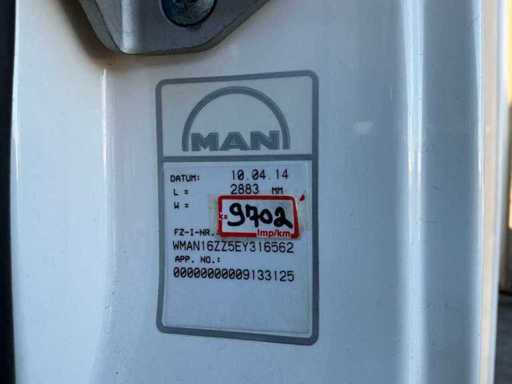 MAN
DATUM: 10.04.14
L = 2883 MM
W =
k= 9702
Imp/km
FZ-I-NR.
WMAN16ZZ5EY316562
APP. NO.:
00000000009133125